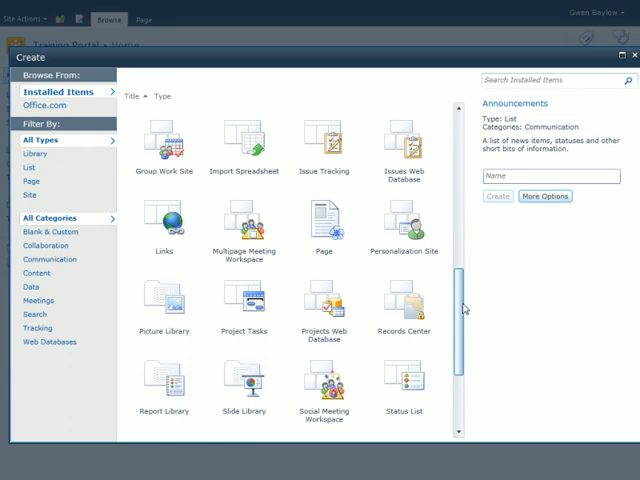 Gwen Baylow
Site Actions
Browse
Page
Training Portal Home
Create
Browse From:
Installed Items
Office.com
Filter By:
All Types
Library
List
Page
Site
All Categories
Blank & Custom
Collaboration
Communication
Content
Data
Meetings
Search
Tracking
Web Databases
Title Type
Group Work Site
Import Spreadsheet
Issue Tracking
Issues Web
Database
Links
Multipage Meeting
Workspace
Page
Personalization Site
Picture Library
Project Tasks
Projects Web
Database
Records Center
Report Library
Slide Library
Social Meeting
Workspace
Status List
Search Installed Items
Announcements
Type: List
Categories: Communication
A list of news items, statuses and other
short bits of information.
Name
Create
More Options